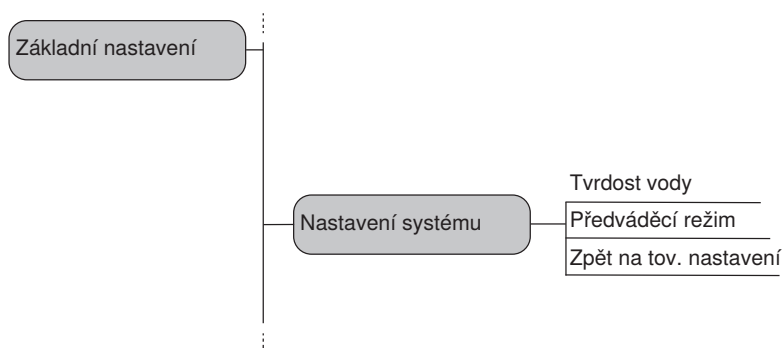 Základní nastavení
Nastavení systému
Tvrdost vody
Předváděcí režim
Zpět na tov. nastavení